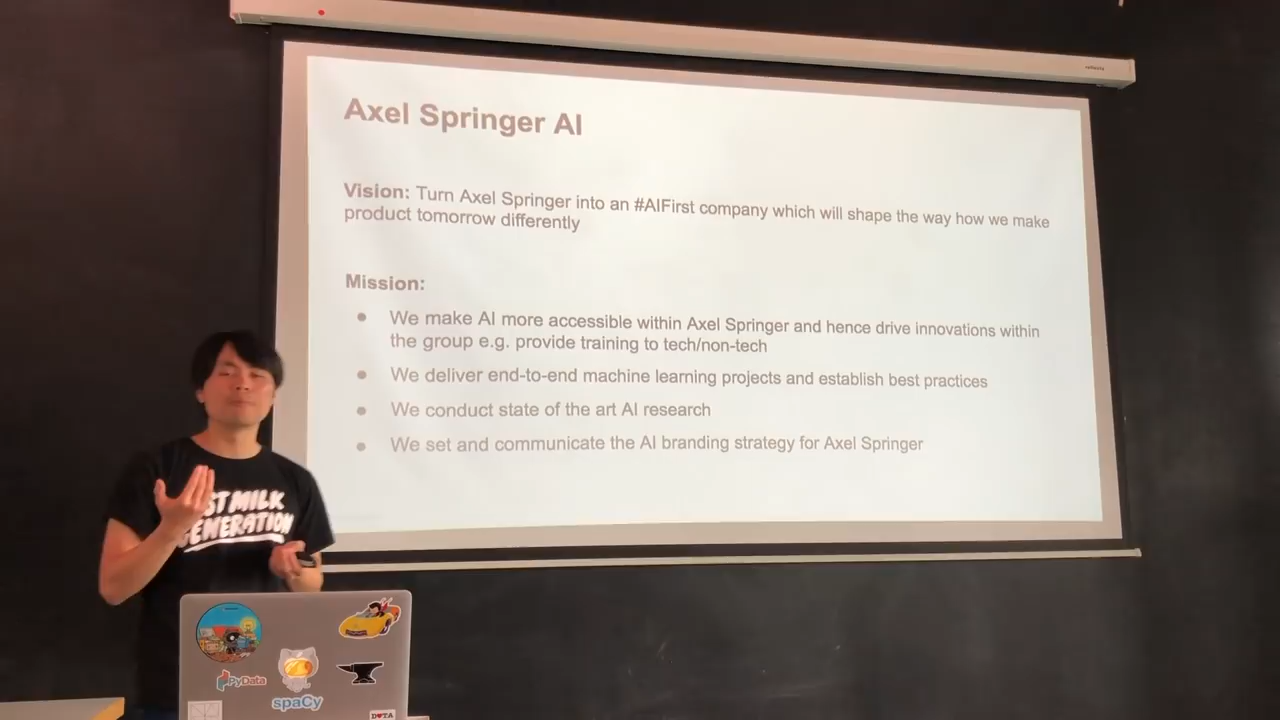 Axel Springer AI
Vision: Turn Axel Springer into an #AIFirst company which will shape the way how we make
product tomorrow differently
Mission:
● We make AI more accessible within Axel Springer and hence drive innovations within
the group e.g. provide training to tech/non-tech
● We deliver end-to-end machine learning projects and establish best practices
● We conduct state of the art AI research
● We set and communicate the AI branding strategy for Axel Springer
MILK
GENERATION
PyData
spaCy